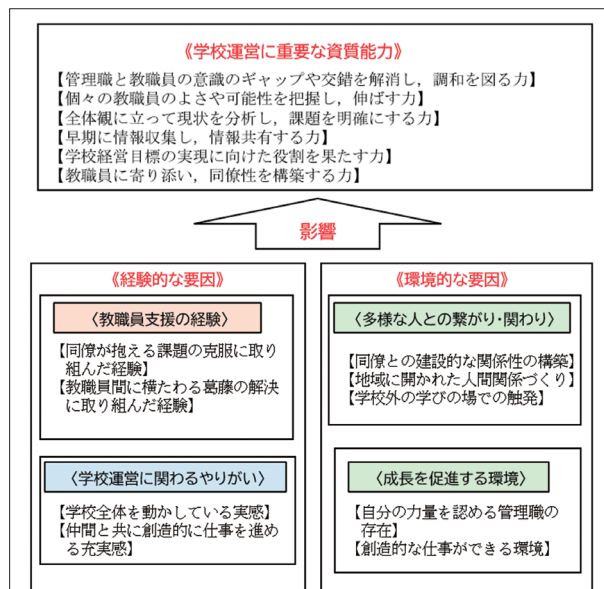 《学校運営に重要な資質能力》
【管理職と教職員の意識のギャップや交錯を解消し，調和を図る力】
【個々の教職員のよさや可能性を把握し，伸ばす力】
【全体観に立って現状を分析し，課題を明確にする力】
【早期に情報収集し，情報共有する力】
【学校経営目標の実現に向けた役割を果たす力】
【教職員に寄り添い，同僚性を構築する力】
影響
《経験的な要因》
〈教職員支援の経験〉
【同僚が抱える課題の克服に取り
組んだ経験】
【教職員間に横たわる葛藤の解決
に取り組んだ経験】
〈学校運営に関わるやりがい〉
【学校全体を動かしている実感】
【仲間と共に創造的に仕事を進め
る充実感】
《環境的な要因》
〈多様な人との繋がり・関わり〉
【同僚との建設的な関係性の構築】
【地域に開かれた人間関係づくり】
【学校外の学びの場での触発】
〈成長を促進する環境〉
【自分の力量を認める管理職の
存在】
【創造的な仕事ができる環境】